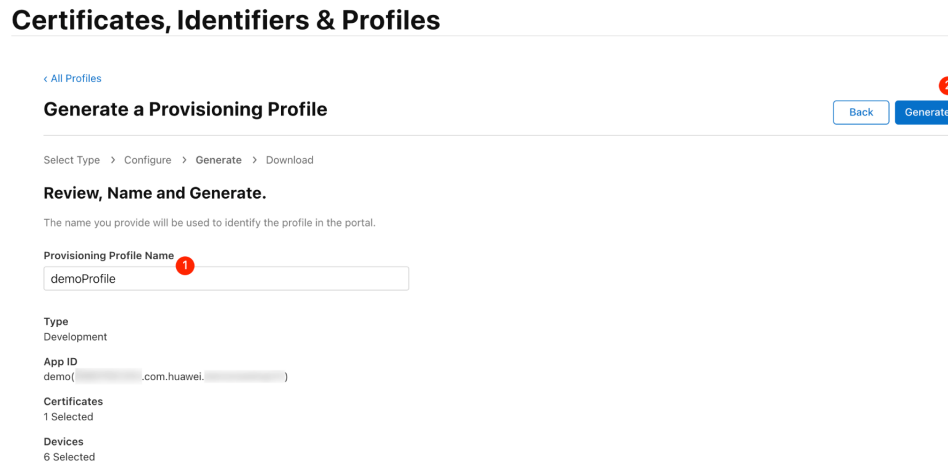 Certificates, Identifiers & Profiles
‹ All Profiles
Generate a Provisioning Profile
2
Back
Generate
Select Type > Configure > Generate > Download
Review, Name and Generate.
The name you provide will be used to identify the profile in the portal.
Provisioning Profile Name
1
demoProfile
Type
Development
App ID
demo( .com.huawei. )
Certificates
1 Selected
Devices
6 Selected